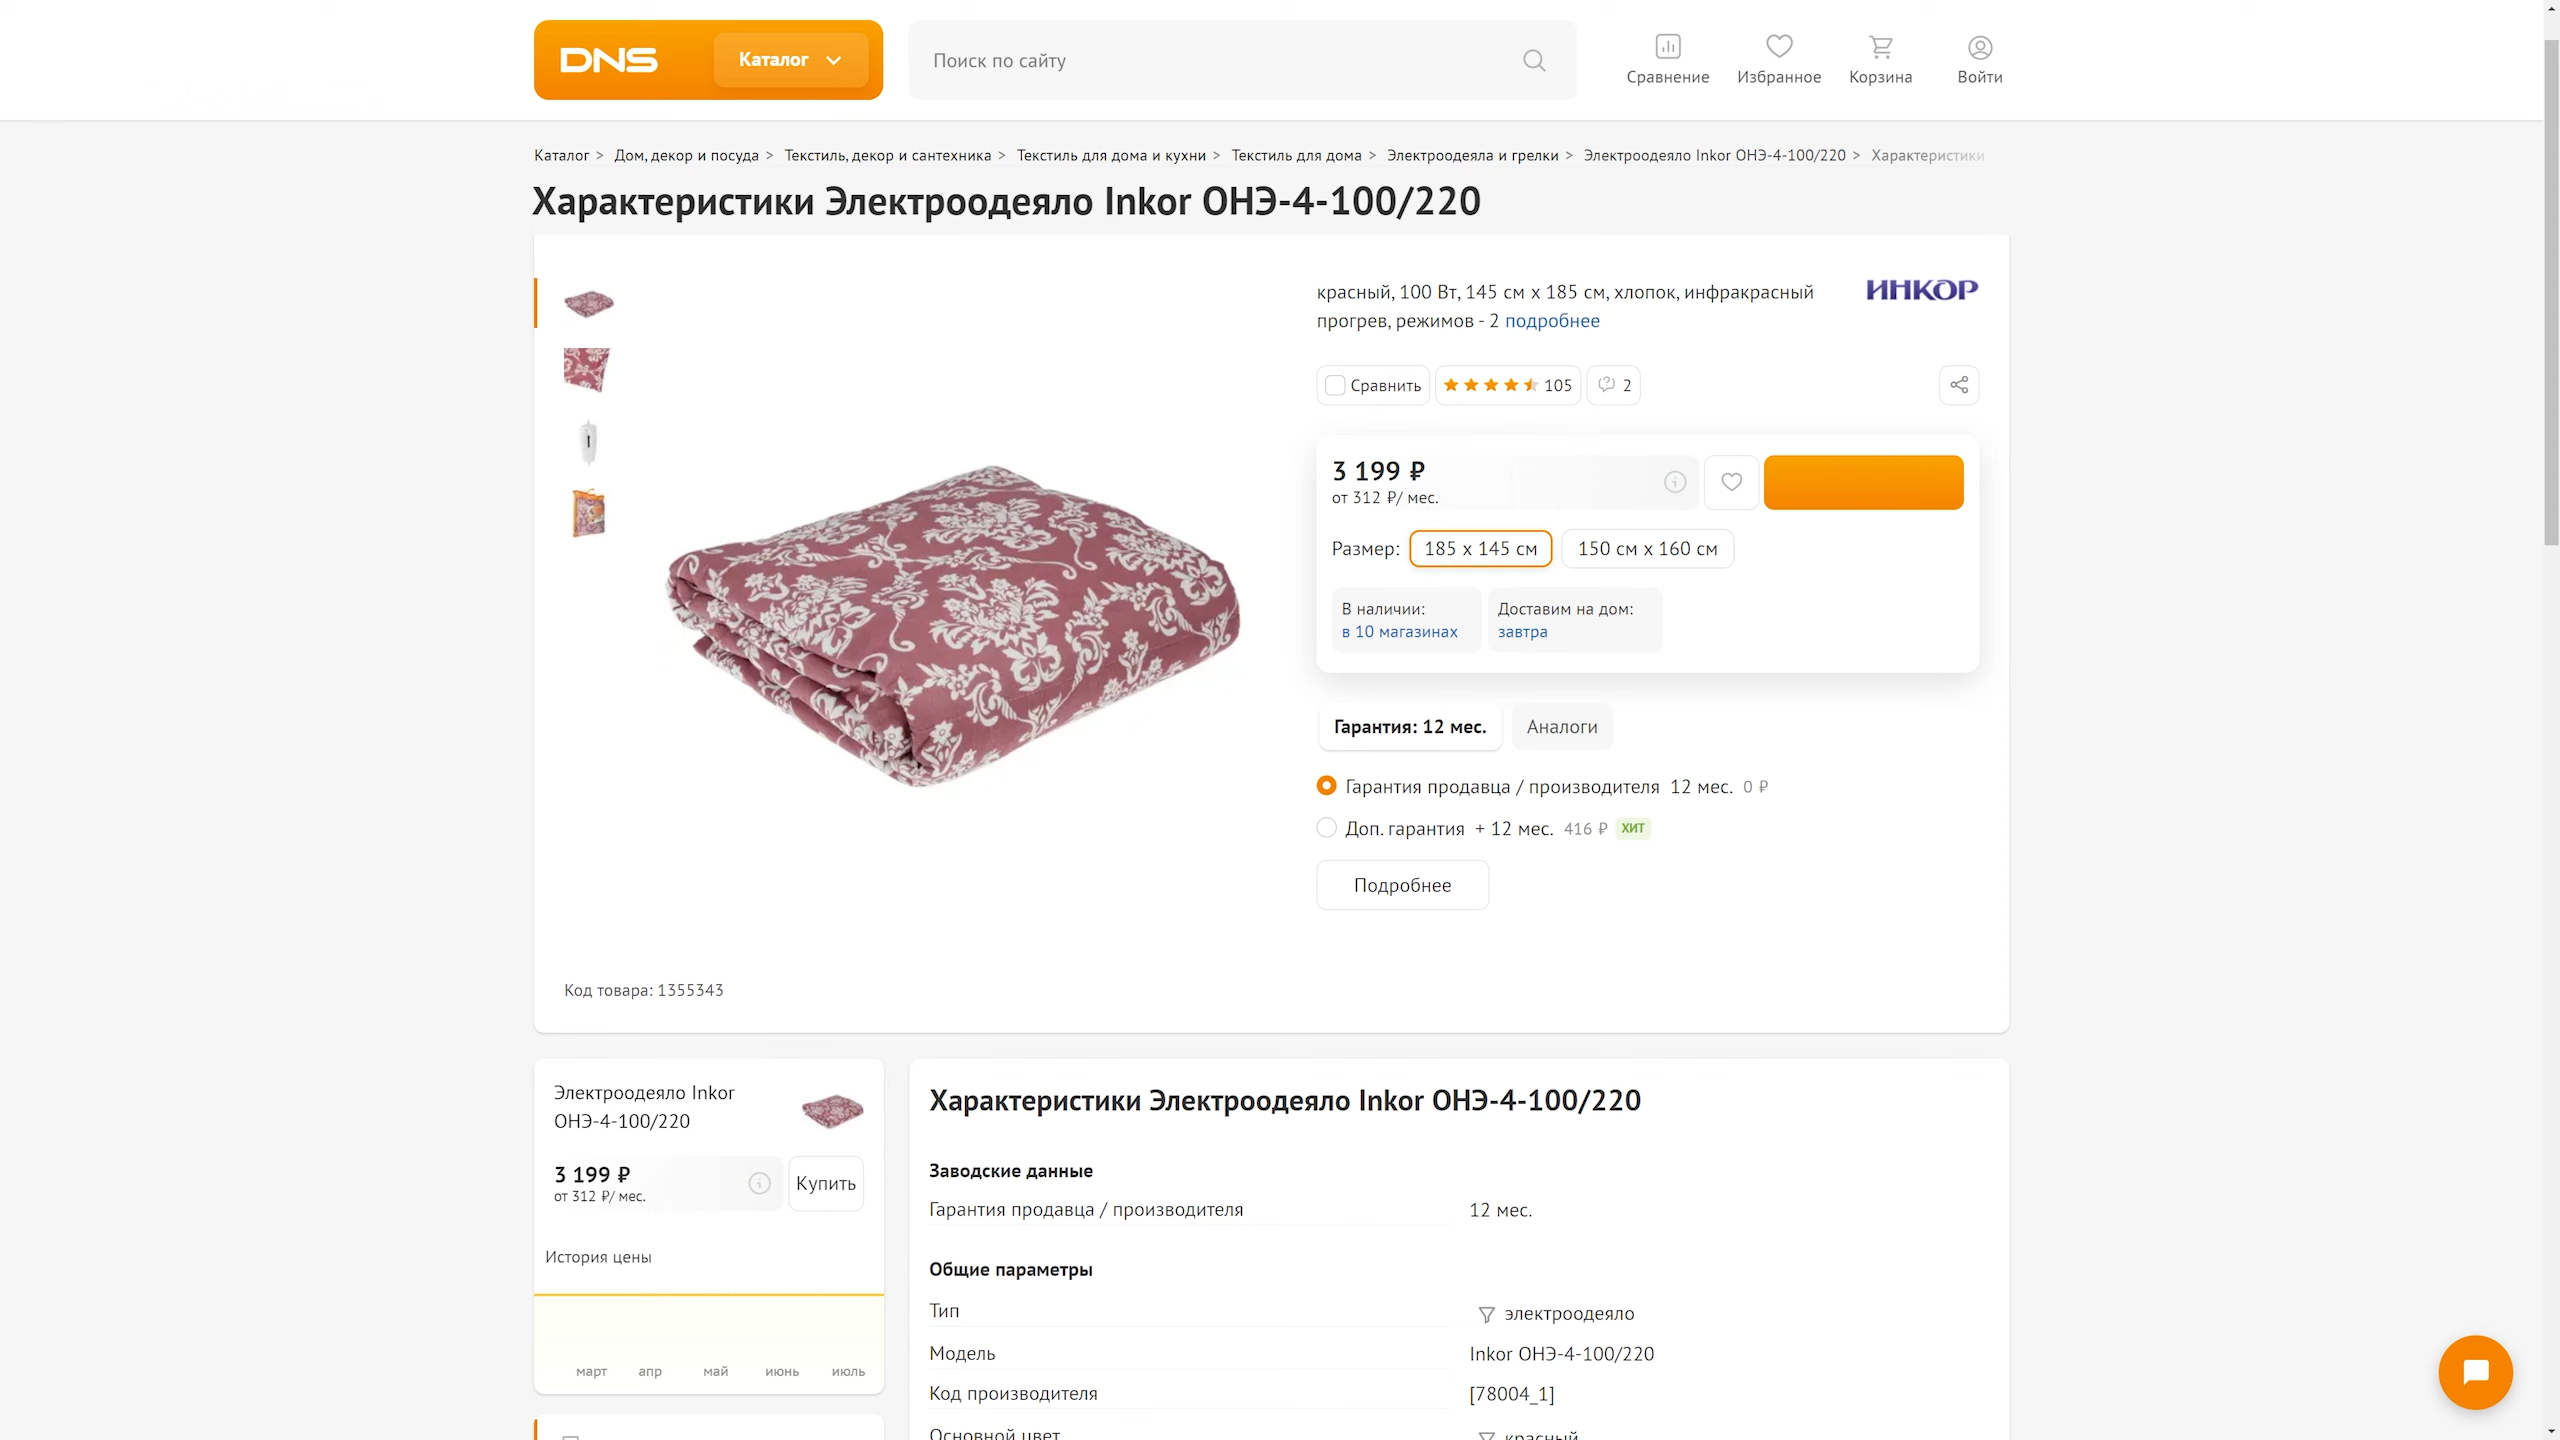 DNS
Каталог
Поиск по сайту
Сравнение
Избранное
Корзина
Войти
Каталог > Дом, декор и посуда > Текстиль, декор и сантехника > Текстиль для дома и кухни > Текстиль для дома > Электроодеяла и грелки > Электроодеяло Inkor ОНЭ-4-100/220 > Характеристики
Характеристики Электроодеяло Inkor ОНЭ-4-100/220
красный, 100 Вт, 145 см x 185 см, хлопок, инфракрасный
прогрев, режимов - 2 подробнее
ИНКОР
Сравнить
105
2
3 199 ₽
от 312 ₽/ мес.
Размер: 185 x 145 см 150 см x 160 см
В наличии:
в 10 магазинах
Доставим на дом:
завтра
Гарантия: 12 мес. Аналоги
Гарантия продавца / производителя 12 мес. 0 ₽
Доп. гарантия + 12 мес. 416 ₽ ХИТ
Подробнее
Код товара: 1355343
Электроодеяло Inkor
ОНЭ-4-100/220
3 199 ₽
от 312 ₽/ мес.
Купить
История цены
март апр май июнь июль
Характеристики Электроодеяло Inkor ОНЭ-4-100/220
Заводские данные
Гарантия продавца / производителя 12 мес.
Общие параметры
Тип электроодеяло
Модель Inkor ОНЭ-4-100/220
Код производителя [78004_1]
Основной цвет красный